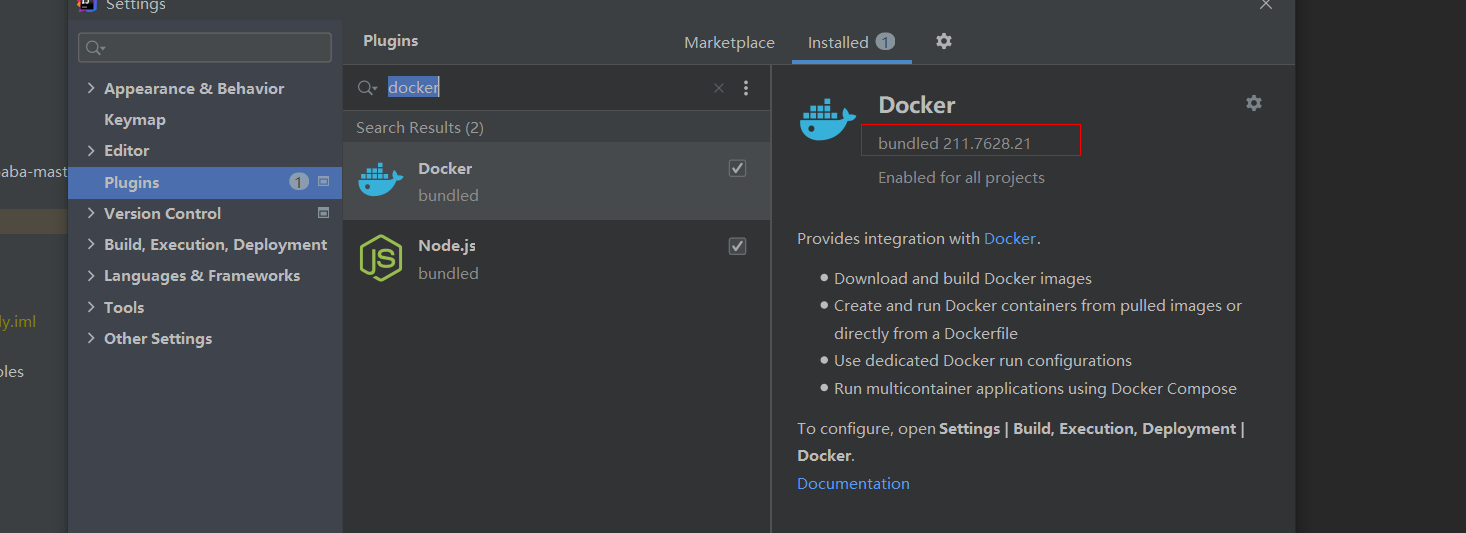 Settings
Plugins
Marketplace
Installed 1
docker
Appearance & Behavior
Keymap
Editor
Plugins 1
Version Control
Build, Execution, Deployment
Languages & Frameworks
Tools
Other Settings
aba-mast
y.iml
oles
Search Results (2)
Docker
bundled
Node.js
bundled
Docker
bundled 211.7628.21
Enabled for all projects
Provides integration with Docker.
Download and build Docker images
Create and run Docker containers from pulled images or
directly from a Dockerfile
Use dedicated Docker run configurations
Run multicontainer applications using Docker Compose
To configure, open Settings | Build, Execution, Deployment |
Docker.
Documentation